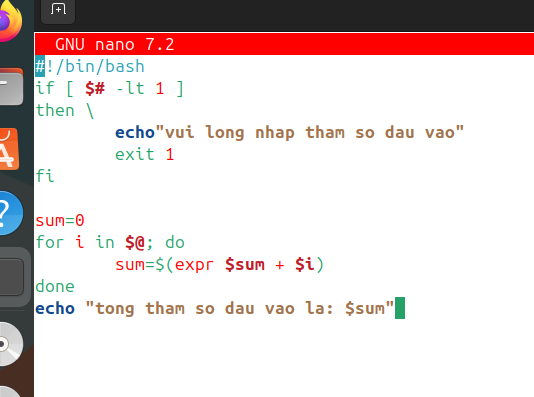 GNU nano 7.2
#!/bin/bash
if [ $# -lt 1 ]
then \
        echo"vui long nhap tham so dau vao"
        exit 1
fi

sum=0
for i in $@; do
        sum=$(expr $sum + $i)
done
echo "tong tham so dau vao la: $sum"